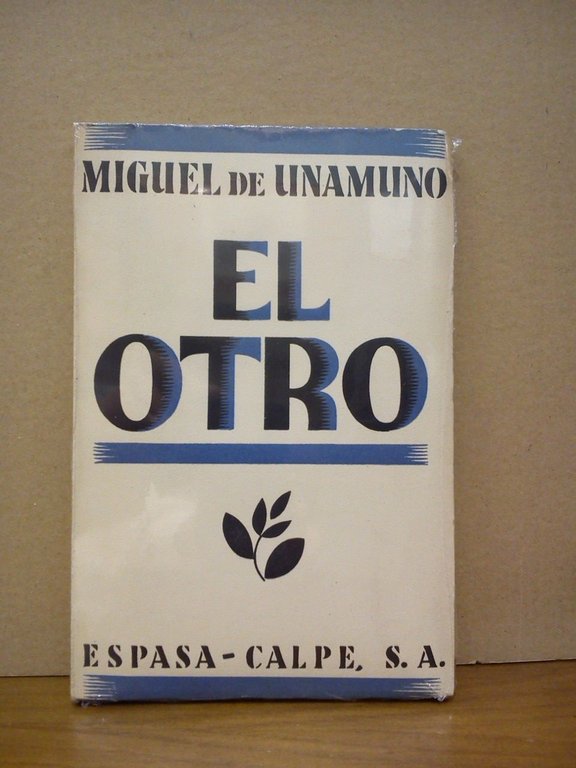 MIGUEL DE UNAMUNO
EL
OTRO
ESPASA-CALPE, S. A.